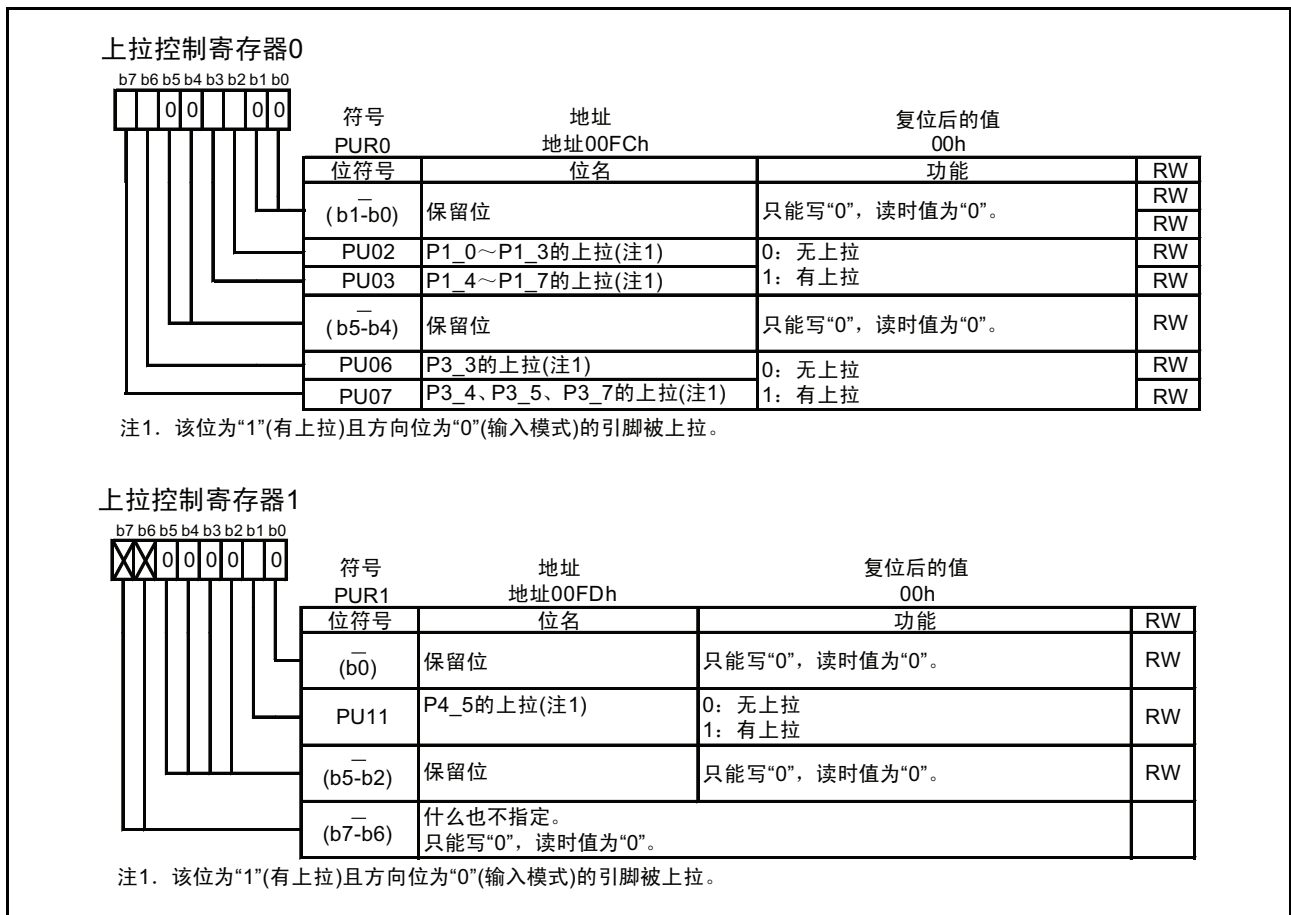 上拉控制寄存器0
b7 b6 b5 b4 b3 b2 b1 b0
0 0 0 0
符号 地址 复位后的值
PUR0 地址00FCh 00h
位符号 位名 功能 RW
— (b1-b0) 保留位 只能写“0”，读时值为“0”。 RW
RW
PU02 P1_0～P1_3的上拉(注1) 0：无上拉 RW
PU03 P1_4～P1_7的上拉(注1) 1：有上拉 RW
— (b5-b4) 保留位 只能写“0”，读时值为“0”。 RW
PU06 P3_3的上拉(注1) 0：无上拉 RW
PU07 P3_4、P3_5、P3_7的上拉(注1) 1：有上拉 RW
注1．该位为“1”(有上拉)且方向位为“0”(输入模式)的引脚被上拉。
上拉控制寄存器1
b7 b6 b5 b4 b3 b2 b1 b0
0 0 0 0 0
符号 地址 复位后的值
PUR1 地址00FDh 00h
位符号 位名 功能 RW
— (b0) 保留位 只能写“0”，读时值为“0”。 RW
PU11 P4_5的上拉(注1) 0：无上拉 RW
1：有上拉
— (b5-b2) 保留位 只能写“0”，读时值为“0”。 RW
— (b7-b6) 什么也不指定。
只能写“0”，读时值为“0”。
注1．该位为“1”(有上拉)且方向位为“0”(输入模式)的引脚被上拉。